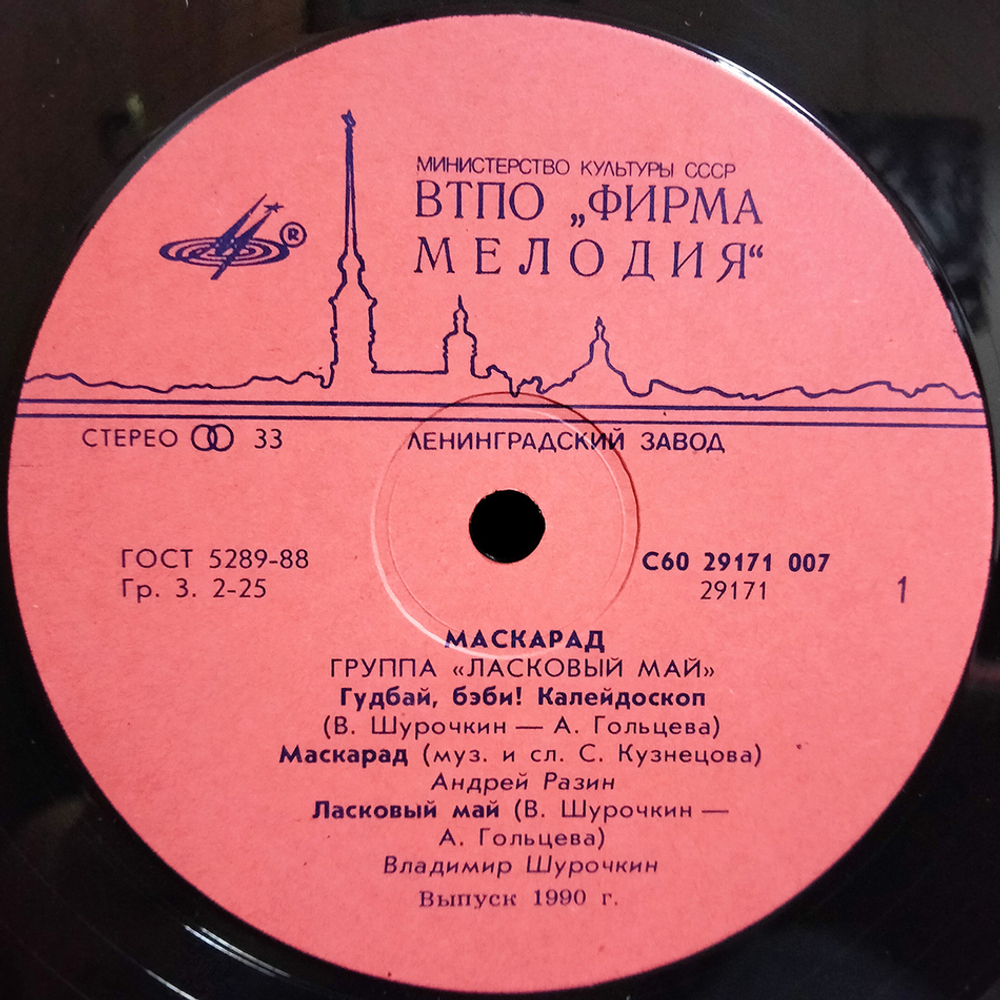 МИНИСТЕРСТВО КУЛЬТУРЫ СССР
ВТПО „ФИРМА
МЕЛОДИЯ“
®
СТЕРЕО 33
ЛЕНИНГРАДСКИЙ ЗАВОД
ГОСТ 5289-88
Гр. 3. 2-25
С60 29171 007
29171
1
МАСКАРАД
ГРУППА «ЛАСКОВЫЙ МАЙ»
Гудбай, бэби! Калейдоскоп
(В. Шурочкин — А. Гольцева)
Маскарад (муз. и сл. С. Кузнецова)
Андрей Разин
Ласковый май (В. Шурочкин —
А. Гольцева)
Владимир Шурочкин
Выпуск 1990 г.